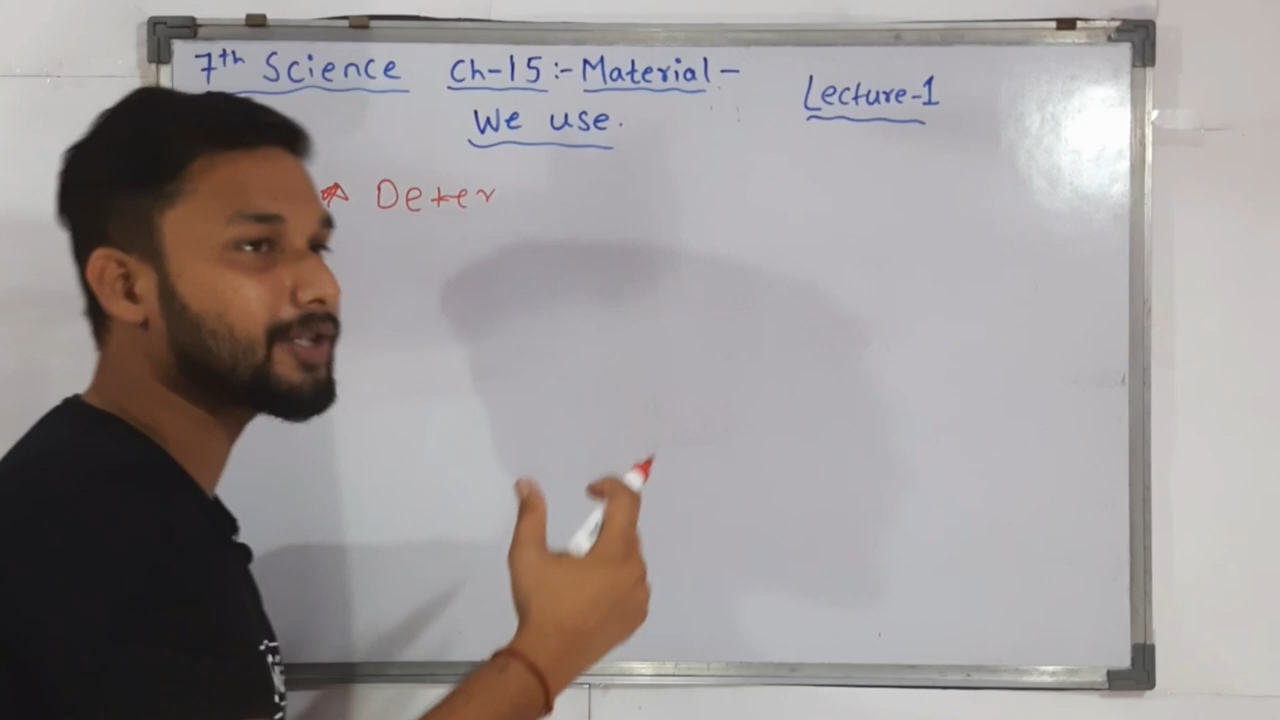 7th Science Ch-15:- Material - Lecture-1
We use.
Deter